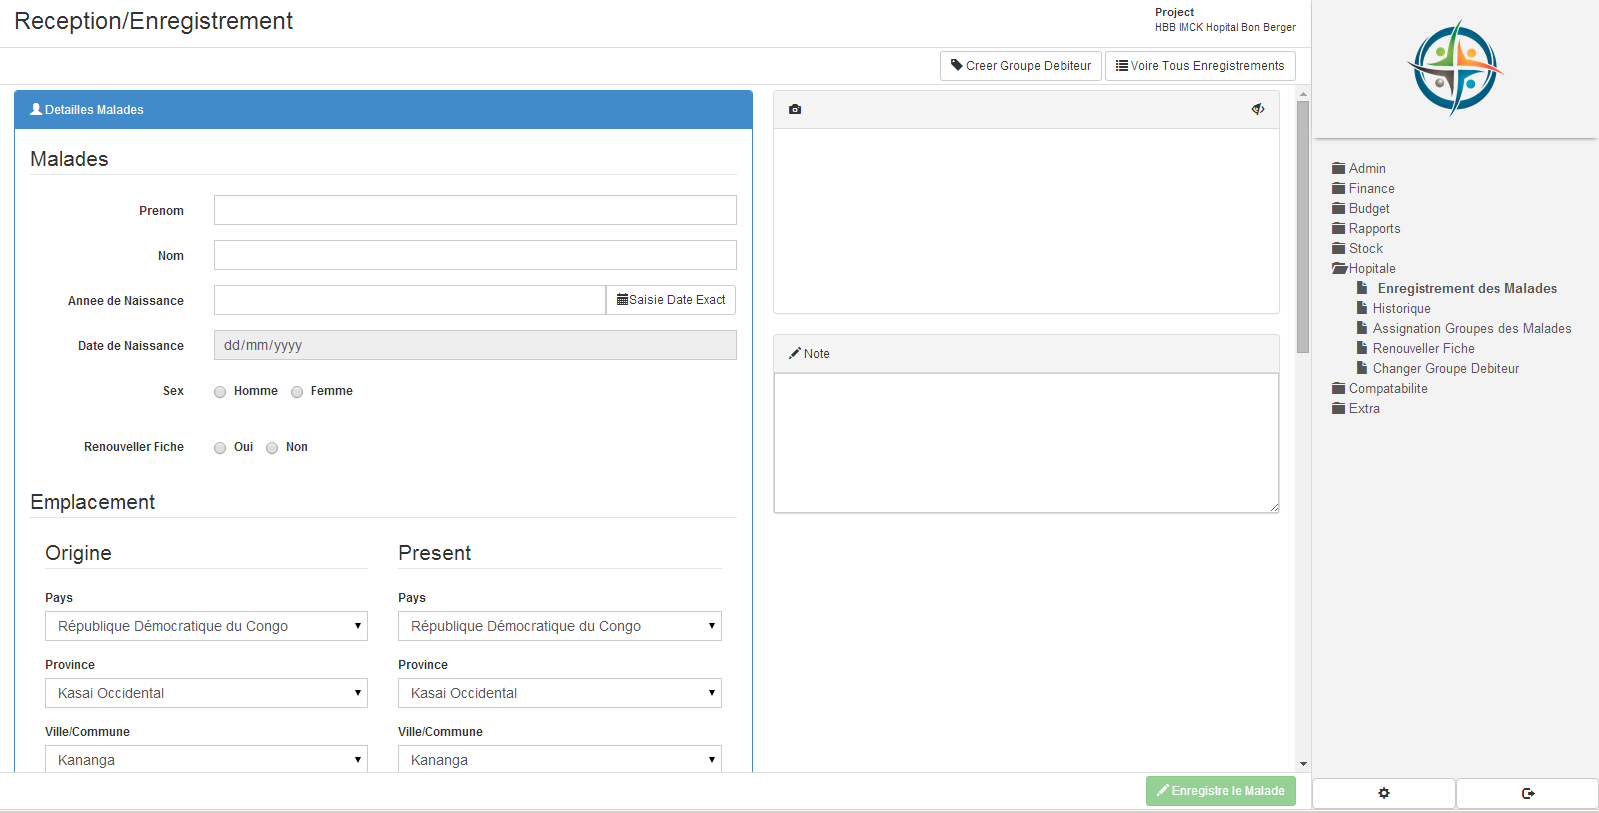 Reception/Enregistrement
Project
HBB IMCK Hopital Bon Berger
Creer Groupe Debiteur
Voire Tous Enregistrements
Detailles Malades
Malades
Prenom
Nom
Annee de Naissance
Saisie Date Exact
Date de Naissance
dd/mm/yyyy
Sex
Homme
Femme
Renouveller Fiche
Oui
Non
Emplacement
Origine
Pays
République Démocratique du Congo
Province
Kasai Occidental
Ville/Commune
Kananga
Present
Pays
République Démocratique du Congo
Province
Kasai Occidental
Ville/Commune
Kananga
Note
Enregistre le Malade
Admin
Finance
Budget
Rapports
Stock
Hopitale
Enregistrement des Malades
Historique
Assignation Groupes des Malades
Renouveller Fiche
Changer Groupe Debiteur
Compatabilite
Extra